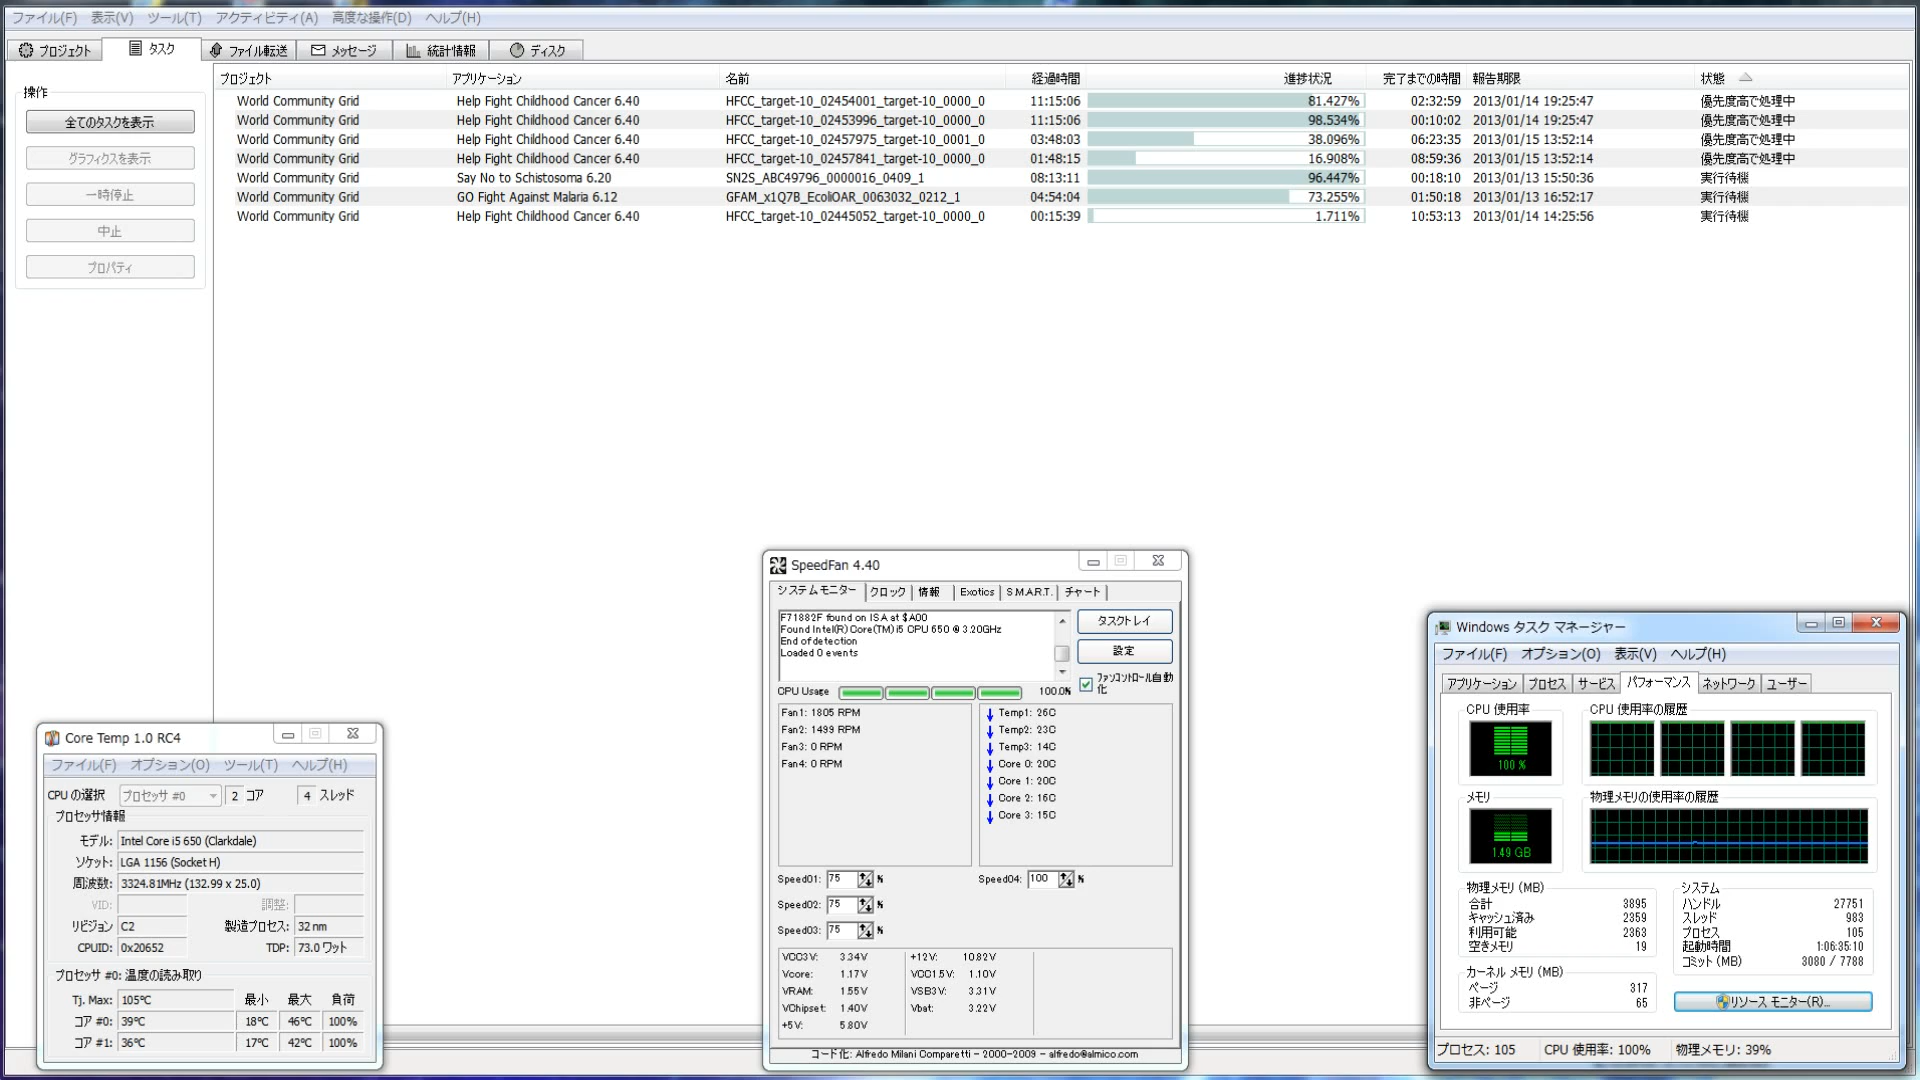 ファイル(F) 表示(V) ツール(T) アクティビティ(A) 高度な操作(D) ヘルプ(H)
プロジェクト タスク ファイル転送 メッセージ 統計情報 ディスク
操作
全てのタスクを表示
グラフィクスを表示
一時停止
中止
プロパティ
プロジェクト アプリケーション 名前 経過時間 進捗状況 完了までの時間 報告期限 状態
World Community Grid Help Fight Childhood Cancer 6.40 HFCC_target-10_02454001_target-10_0000_0 11:15:06 81.427% 02:32:59 2013/01/14 19:25:47 優先度高で処理中
World Community Grid Help Fight Childhood Cancer 6.40 HFCC_target-10_02453996_target-10_0000_0 11:15:06 98.534% 00:10:02 2013/01/14 19:25:47 優先度高で処理中
World Community Grid Help Fight Childhood Cancer 6.40 HFCC_target-10_02457975_target-10_0001_0 03:48:03 38.096% 06:23:35 2013/01/15 13:52:14 優先度高で処理中
World Community Grid Help Fight Childhood Cancer 6.40 HFCC_target-10_02457841_target-10_0000_0 01:48:15 16.908% 08:59:36 2013/01/15 13:52:14 優先度高で処理中
World Community Grid Say No to Schistosoma 6.20 SN2S_ABC49796_0000016_0409_1 08:13:11 96.447% 00:18:10 2013/01/13 15:50:36 実行待機
World Community Grid GO Fight Against Malaria 6.12 GFAM_x1Q7B_EcoliOAR_0063032_0212_1 04:54:04 73.255% 01:50:18 2013/01/13 16:52:17 実行待機
World Community Grid Help Fight Childhood Cancer 6.40 HFCC_target-10_02445052_target-10_0000_0 00:15:39 1.711% 10:53:13 2013/01/14 14:25:56 実行待機
Core Temp 1.0 RC4
ファイル(F) オプション(O) ツール(T) ヘルプ(H)
CPU の選択 プロセッサ #0 2 コア 4 スレッド
プロセッサ情報
モデル: Intel Core i5 650 (Clarkdale)
ソケット: LGA 1156 (Socket H)
周波数: 3324.81MHz (132.99 x 25.0)
VID: 調整:
リビジョン C2 製造プロセス: 32 nm
CPUID: 0x20652 TDP: 73.0 ワット
プロセッサ #0: 温度の読み取り
Tj. Max: 105℃ 最小 最大 負荷
コア #0: 39℃ 18℃ 46℃ 100%
コア #1: 36℃ 17℃ 42℃ 100%
SpeedFan 4.40
システムモニター クロック 情報 Exotics S.M.A.R.T. チャート
F71882F found on ISA at $A00
Found Intel(R) Core(TM) i5 CPU 650 @ 3.20GHz
End of detection
Loaded 0 events
タスクトレイ
設定
ファンコントロール自動化
CPU Usage 100.0%
Fan1: 1805 RPM
Fan2: 1499 RPM
Fan3: 0 RPM
Fan4: 0 RPM
Temp1: 26C
Temp2: 23C
Temp3: 14C
Core 0: 20C
Core 1: 20C
Core 2: 16C
Core 3: 15C
Speed01: 75 % Speed04: 100 %
Speed02: 75 %
Speed03: 75 %
VCC3V: 3.34V +12V: 10.82V
Vcore: 1.17V VCC1.5V: 1.10V
VRAM: 1.55V VSB3V: 3.31V
VChipset: 1.40V Vbat: 3.22V
+5V: 5.80V
コード化: Alfredo Milani Comparetti - 2000-2009 - alfredo@almico.com
Windows タスク マネージャー
ファイル(F) オプション(O) 表示(V) ヘルプ(H)
アプリケーション プロセス サービス パフォーマンス ネットワーク ユーザー
CPU 使用率 CPU 使用率の履歴
100 %
メモリ 物理メモリの使用率の履歴
1.49 GB
物理メモリ (MB)
合計 3895
キャッシュ済み 2359
利用可能 2363
空きメモリ 19
カーネル メモリ (MB)
ページ 317
非ページ 65
システム
ハンドル 27751
スレッド 983
プロセス 105
起動時間 1:06:35:10
コミット (MB) 3080 / 7788
リソース モニター(R)...
プロセス: 105 CPU 使用率: 100% 物理メモリ: 39%